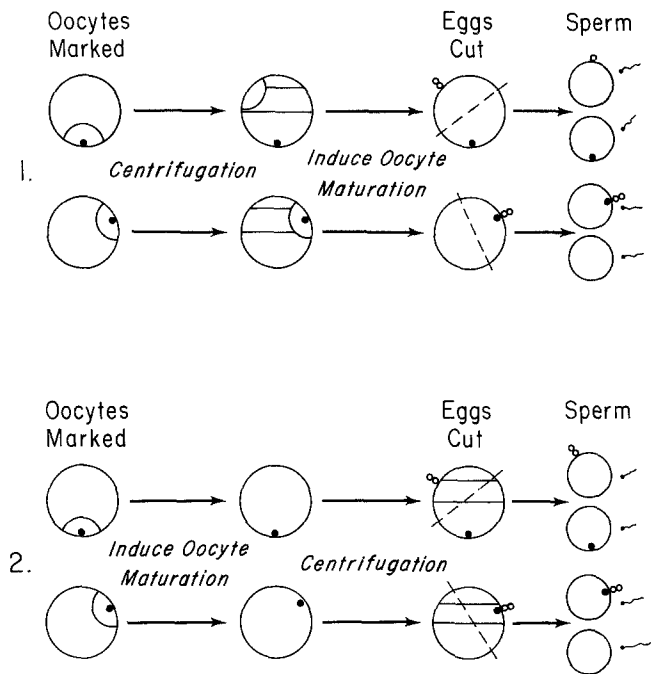 Oocytes Marked
Eggs Cut
Sperm
1.
Centrifugation
Induce Oocyte Maturation
Oocytes Marked
Eggs Cut
Sperm
2.
Induce Oocyte Maturation
Centrifugation